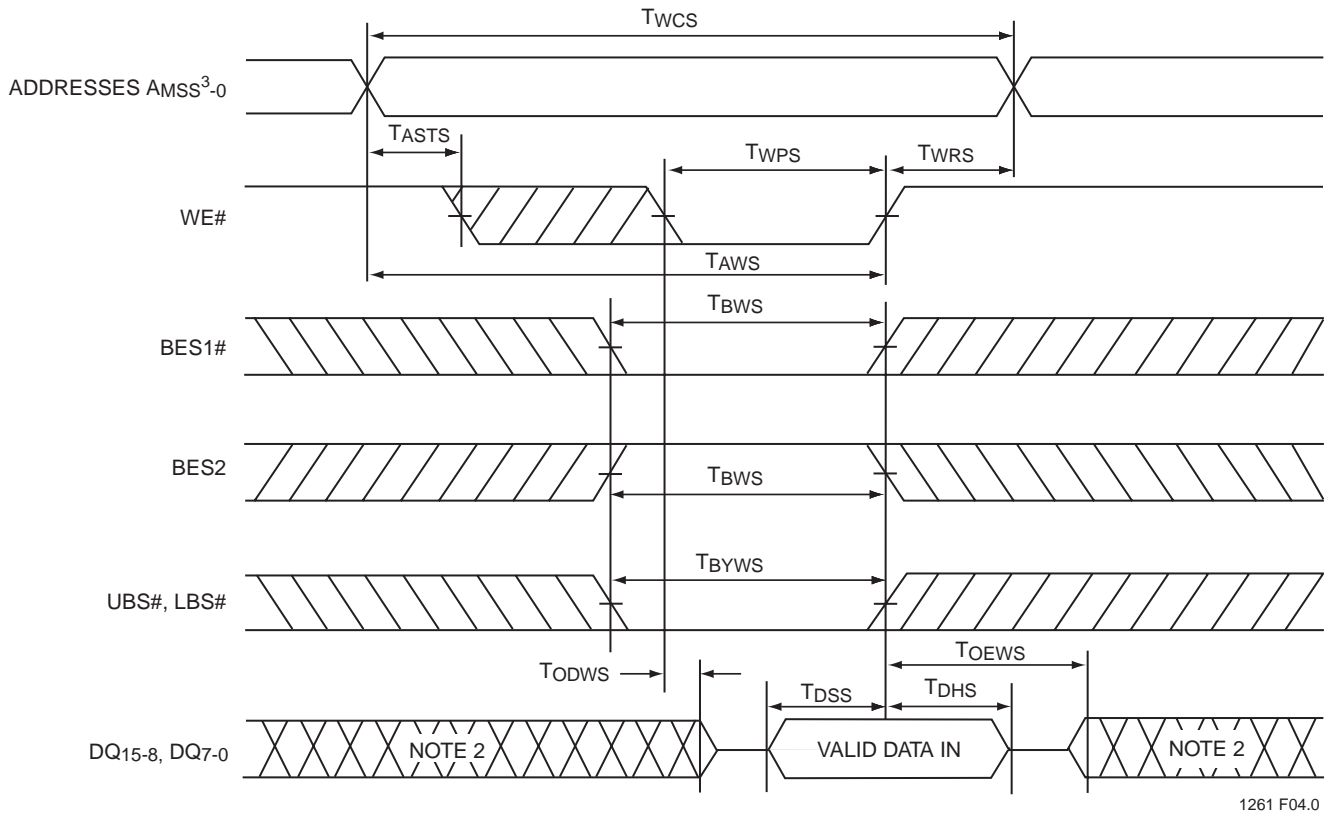 TWCS
ADDRESSES AMSS3-0
TASTS
TWPS
TWRS
WE#
TAWS
TBWS
BES1#
BES2
TBWS
TBYWS
UBS#, LBS#
TODWS
TOEWS
TDSS
TDHS
DQ15-8, DQ7-0
NOTE 2
VALID DATA IN
NOTE 2
1261 F04.0